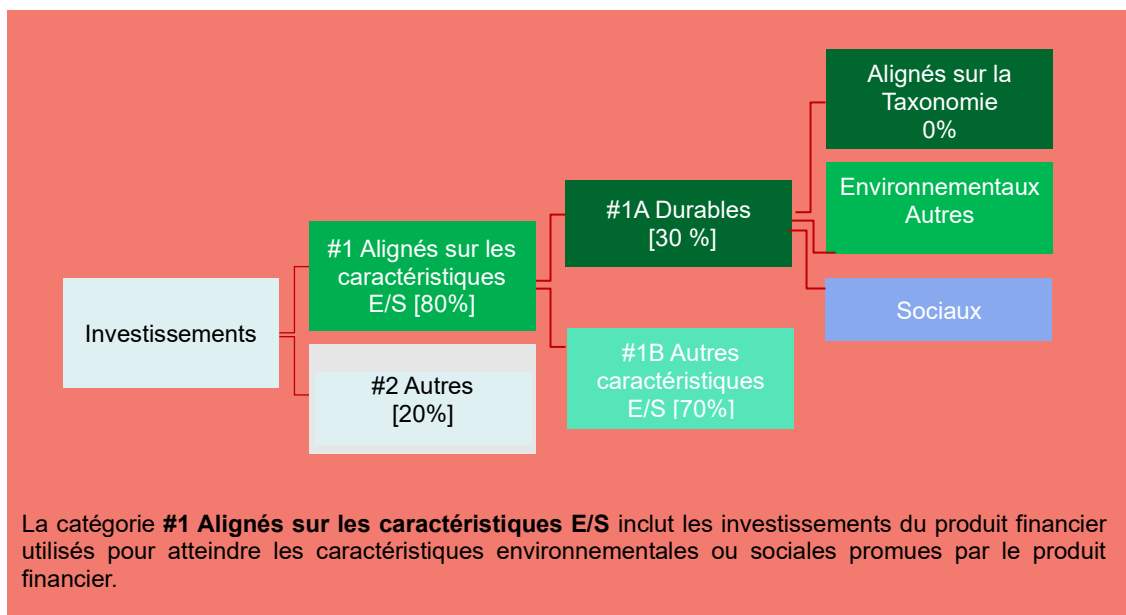 Investissements
#1 Alignés sur les
caractéristiques
E/S [80%]
#2 Autres
[20%]
#1A Durables
[30 %]
#1B Autres
caractéristiques
E/S [70%]
Alignés sur la
Taxonomie
0%
Environnementaux
Autres
Sociaux
La catégorie #1 Alignés sur les caractéristiques E/S inclut les investissements du produit financier
utilisés pour atteindre les caractéristiques environnementales ou sociales promues par le produit
financier.